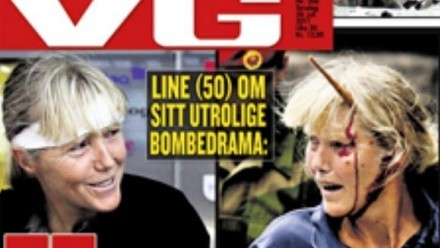 VG
LINE (50) OM
SITT UTROLIGE
BOMBEDRAMA: